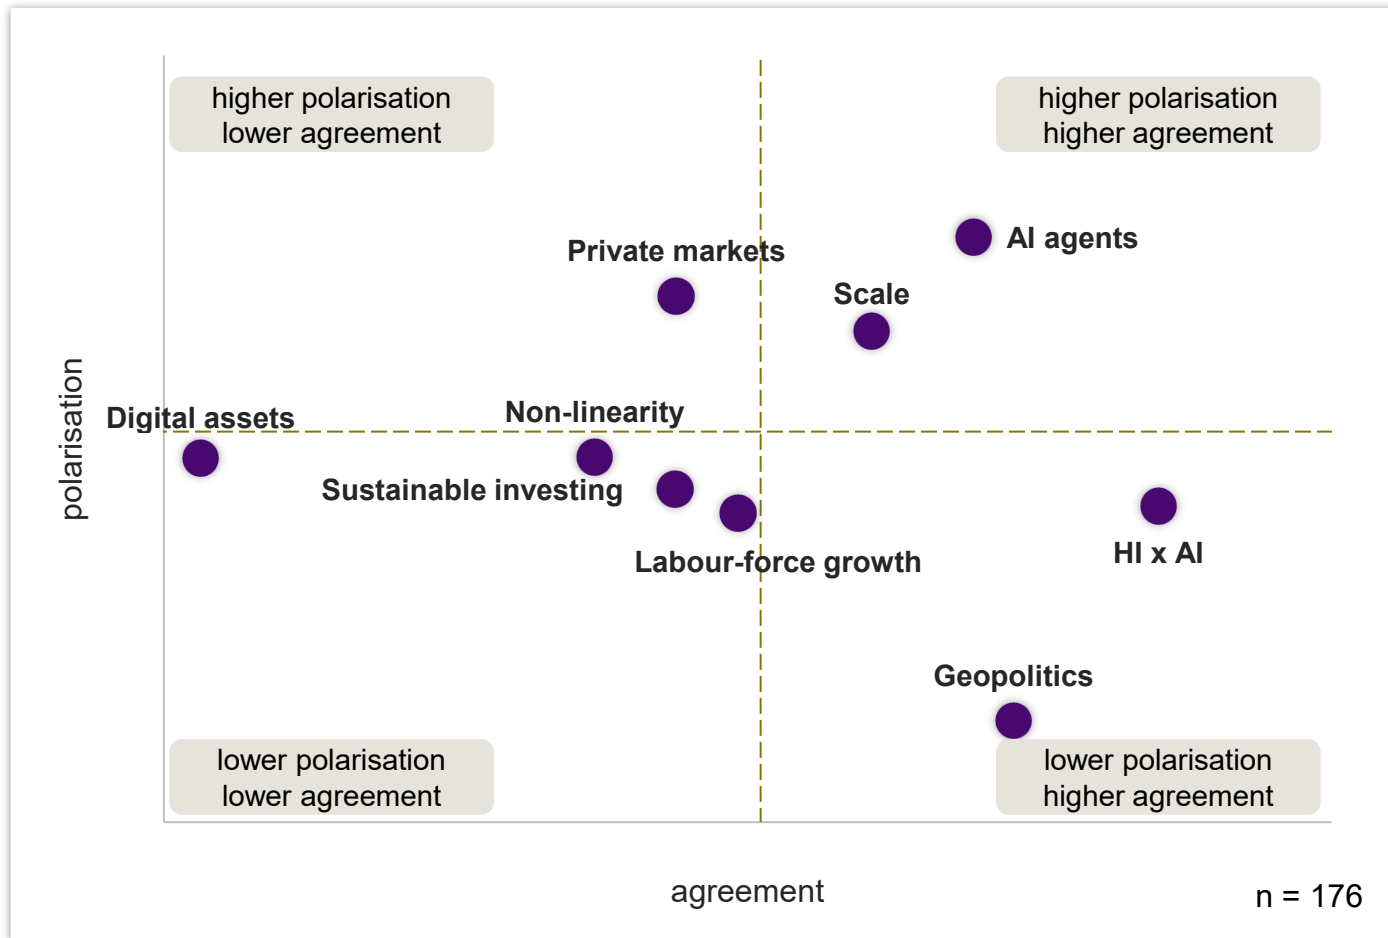 higher polarisation
lower agreement
higher polarisation
higher agreement
AI agents
Private markets
Scale
polarisation
Digital assets
Non-linearity
Sustainable investing
Labour-force growth
HI x AI
Geopolitics
lower polarisation
lower agreement
lower polarisation
higher agreement
agreement
n = 176